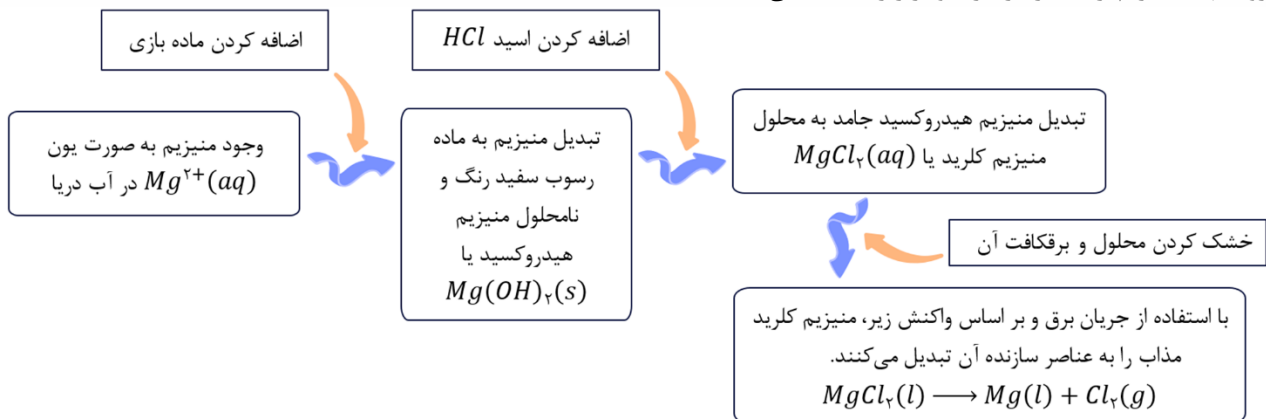 اضافه کردن ماده بازی
اضافه کردن اسید HCl
وجود منیزیم به صورت یون
Mg²⁺(aq) در آب دریا
تبدیل منیزیم به ماده
رسوب سفید رنگ و
نامحلول منیزیم
هیدروکسید یا
Mg(OH)₂(s)
تبدیل منیزیم هیدروکسید جامد به محلول
منیزیم کلرید یا MgCl₂(aq)
خشک کردن محلول و برقکافت آن
با استفاده از جریان برق و بر اساس واکنش زیر، منیزیم کلرید
مذاب را به عناصر سازنده آن تبدیل می‌کنند.
MgCl₂(l) ⟶ Mg(l) + Cl₂(g)